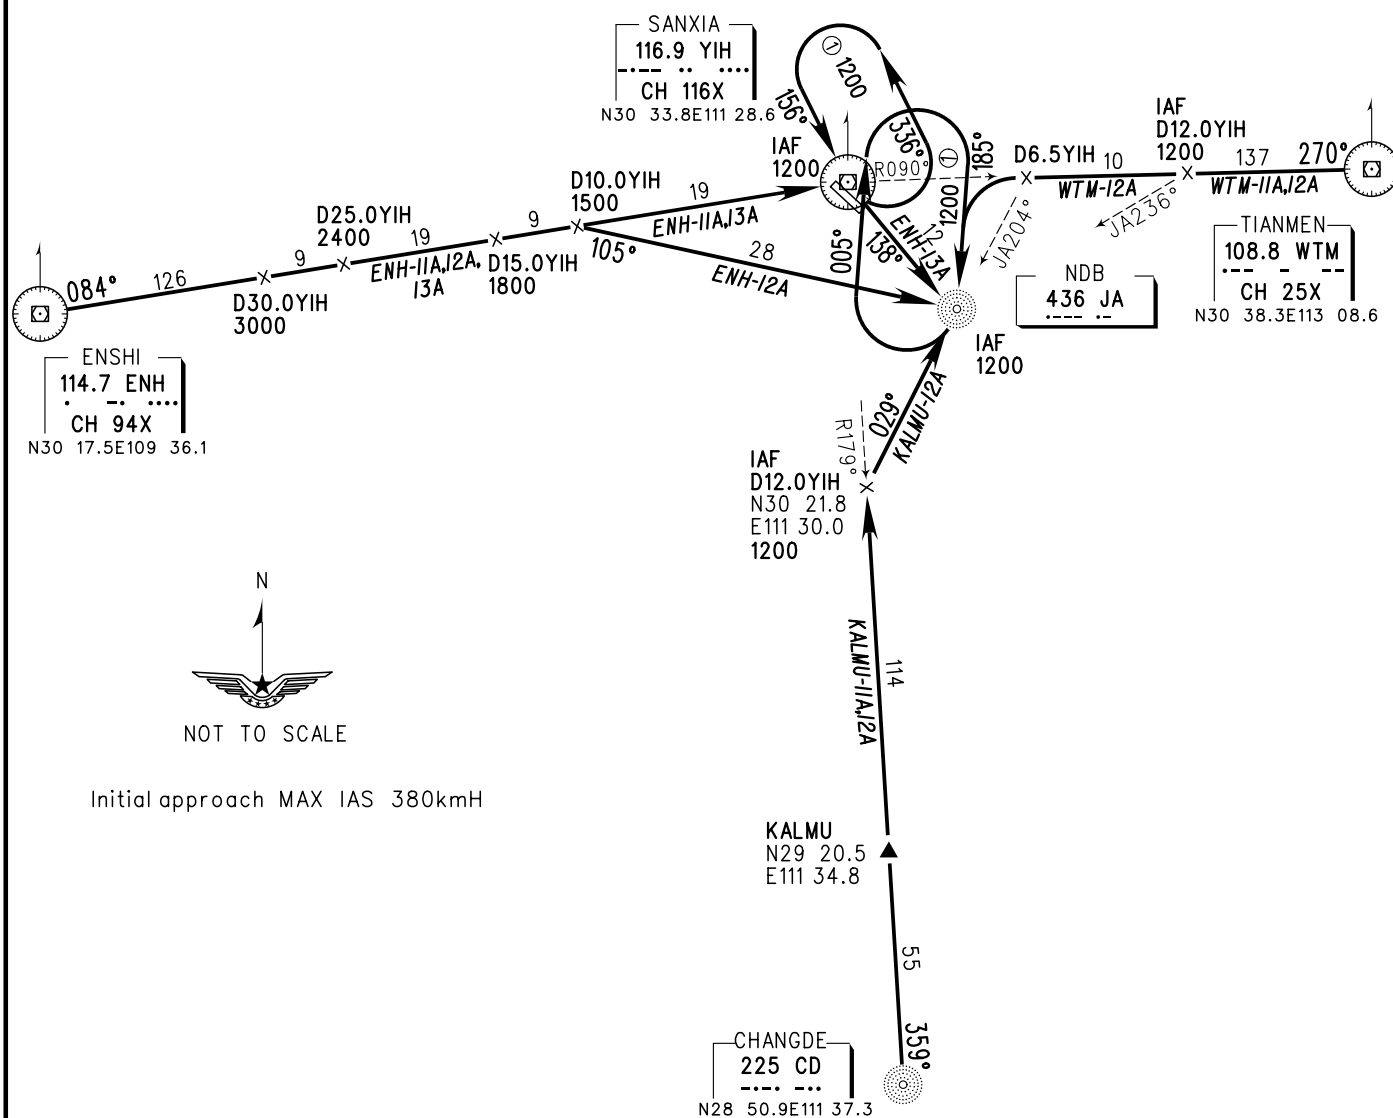 SANXIA
116.9 YIH
CH 116X
N30 33.8E111 28.6
① 1200
156°
336°
IAF
1200
R090°
① 1200
185°
D6.5YIH
10
WTM-12A
IAF
D12.0YIH
1200
137
270°
WTM-11A,12A
JA204°
JA236°
TIANMEN
108.8 WTM
CH 25X
N30 38.3E113 08.6
NDB
436 JA
D10.0YIH
1500
19
ENH-11A,13A
D25.0YIH
2400
19
9
105°
28
ENH-12A
ENH-11A,12A,
13A
D15.0YIH
1800
084°
126
9
D30.0YIH
3000
005°
138°
12
ENH-13A
IAF
1200
ENSHI
114.7 ENH
CH 94X
N30 17.5E109 36.1
029°
KALMU-12A
R179°
IAF
D12.0YIH
N30 21.8
E111 30.0
1200
N
NOT TO SCALE
KALMU-11A,12A
114
Initial approach MAX IAS 380kmH
KALMU
N29 20.5
E111 34.8
55
359°
CHANGDE
225 CD
N28 50.9E111 37.3